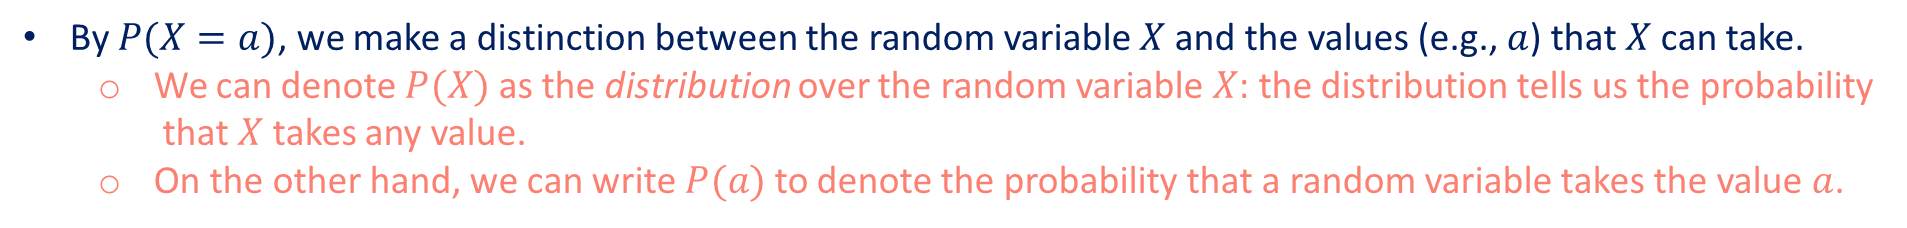 • By P(X = a), we make a distinction between the random variable X and the values (e.g., a) that X can take.
○ We can denote P(X) as the distribution over the random variable X: the distribution tells us the probability
that X takes any value.
○ On the other hand, we can write P(a) to denote the probability that a random variable takes the value a.